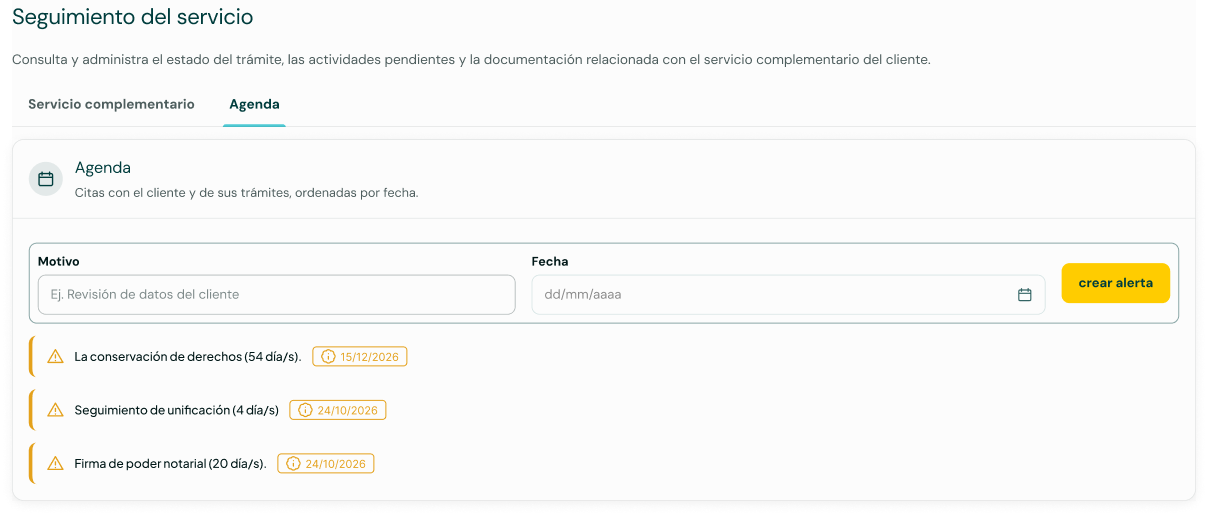 Seguimiento del servicio
Consulta y administra el estado del trámite, las actividades pendientes y la documentación relacionada con el servicio complementario del cliente.
Servicio complementario Agenda
Agenda
Citas con el cliente y de sus trámites, ordenadas por fecha.
Motivo Fecha
Ej. Revisión de datos del cliente dd/mm/aaaa crear alerta
La conservación de derechos (54 día/s). 15/12/2026
Seguimiento de unificación (4 día/s) 24/10/2026
Firma de poder notarial (20 día/s). 24/10/2026